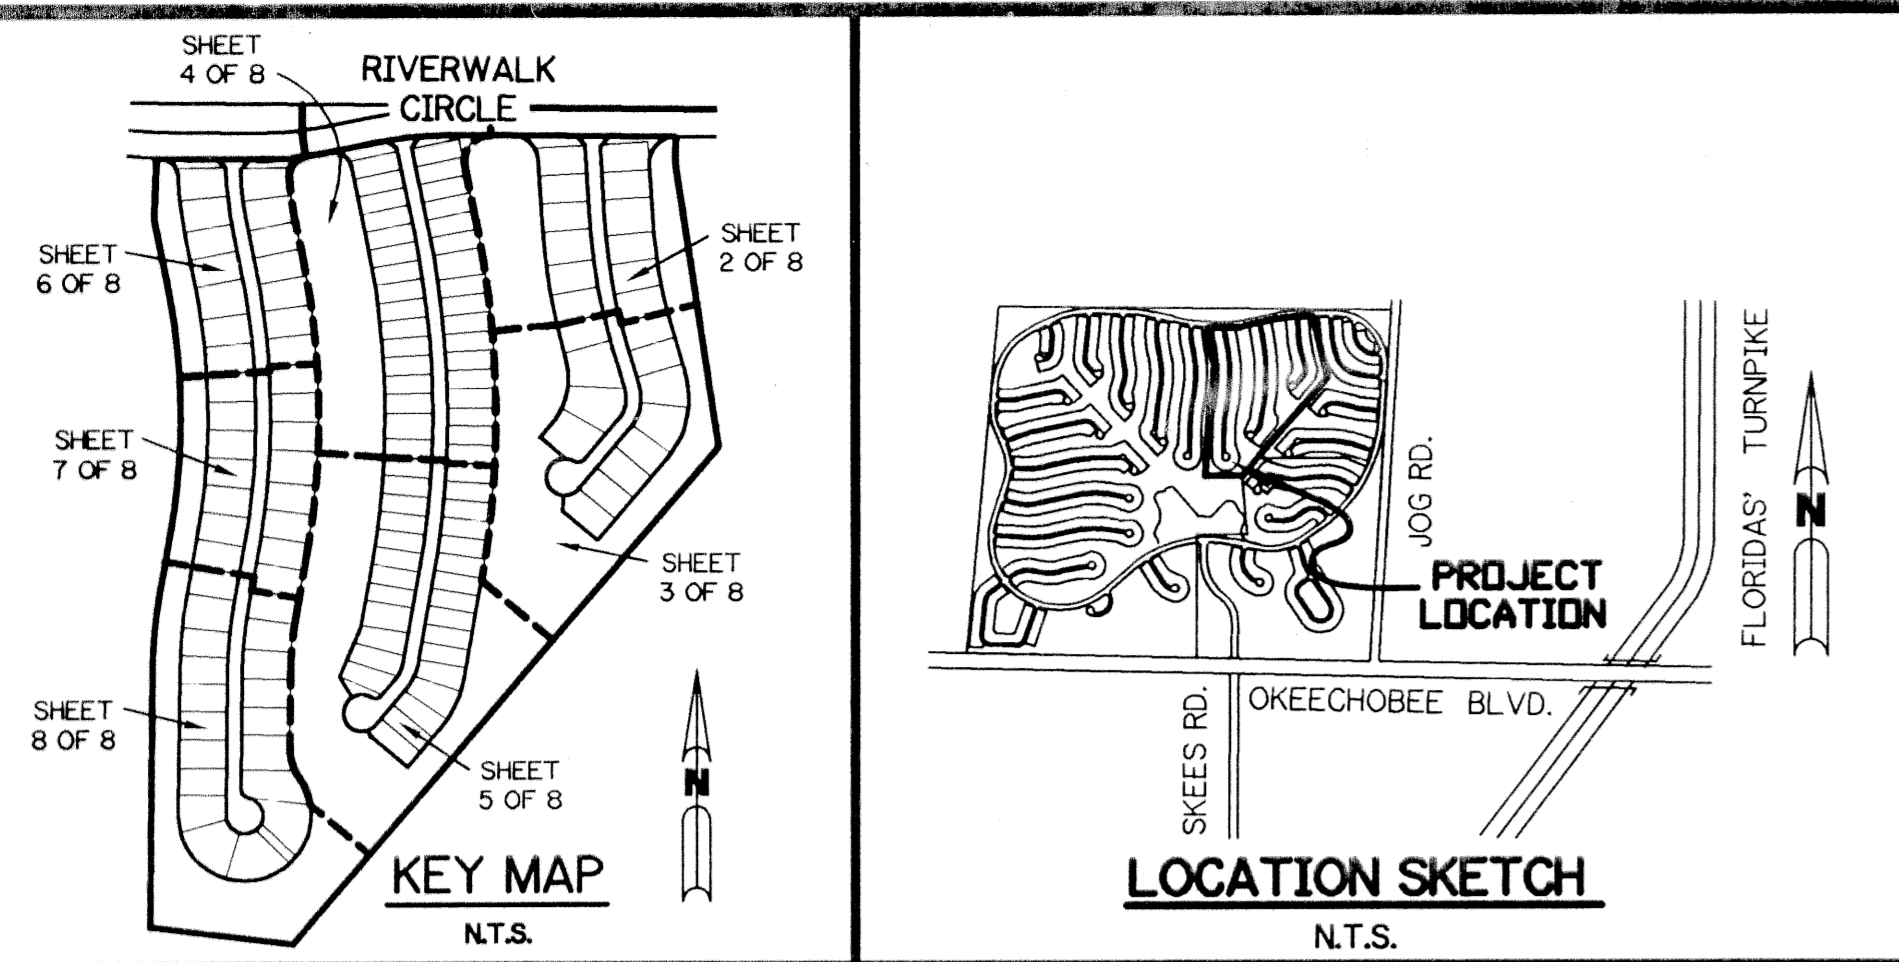 SHEET
4 OF 8
RIVERWALK
CIRCLE
SHEET
2 OF 8
SHEET
6 OF 8
SHEET
7 OF 8
SHEET
3 OF 8
SHEET
8 OF 8
SHEET
5 OF 8
N
KEY MAP
N.T.S.
JOG RD.
FLORIDAS' TURNPIKE
N
PROJECT
LOCATION
OKEECHOBEE BLVD.
SKEES RD.
LOCATION SKETCH
N.T.S.